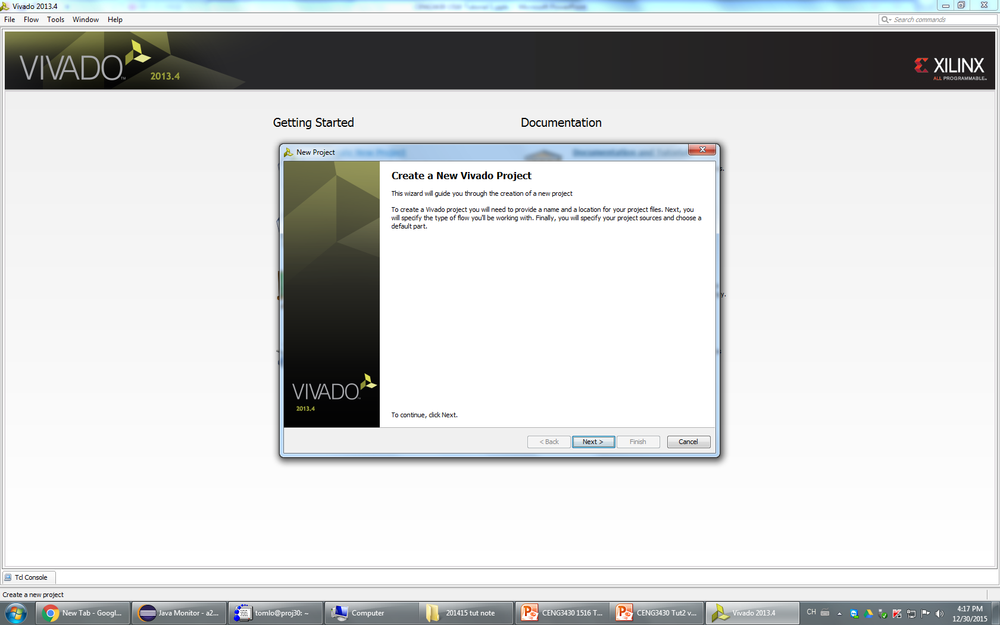 Vivado 2013.4
File Flow Tools Window Help
Search commands
VIVADO™
2013.4
XILINX
ALL PROGRAMMABLE™
Getting Started
Documentation
New Project
s.
Create a New Vivado Project
This wizard will guide you through the creation of a new project
To create a Vivado project you will need to provide a name and a location for your project files. Next, you
will specify the type of flow you'll be working with. Finally, you will specify your project sources and choose a
default part.
y.
VIVADO™
2013.4
To continue, click Next.
< Back Next > Finish Cancel
Tcl Console
Create a new project
New Tab - Googl... Java Monitor - a2... tomlo@proj30: ~ Computer 201415 tut note CENG3430 1516 T... CENG3430 Tut2 v... Vivado 2013.4 CH
4:17 PM
12/30/2015